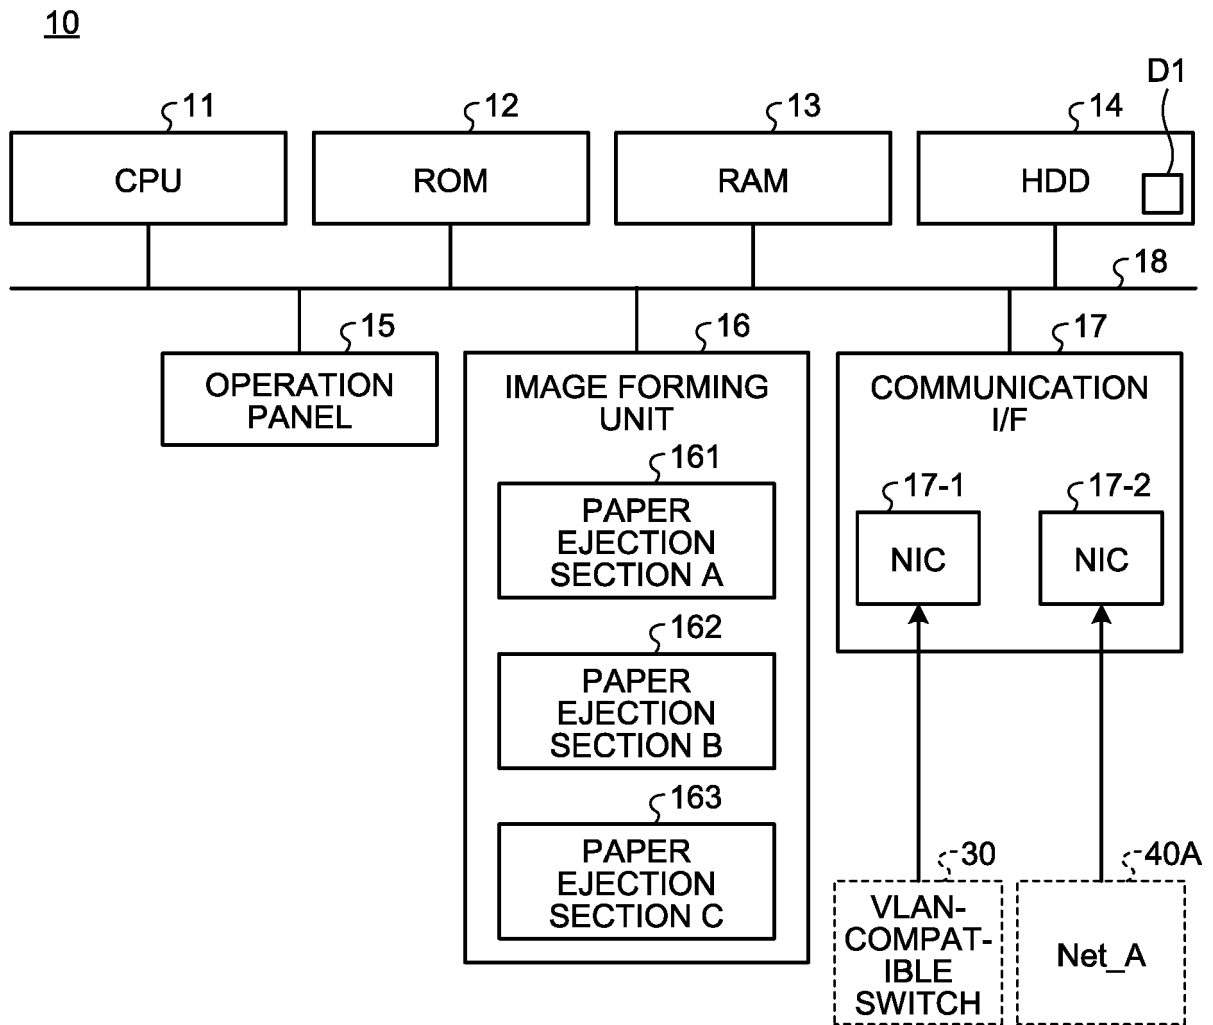 10
D1
11
12
13
14
CPU
ROM
RAM
HDD
18
15
16
17
OPERATION
PANEL
IMAGE FORMING
UNIT
COMMUNICATION
I/F
161
PAPER
EJECTION
SECTION A
17-1
17-2
NIC
NIC
162
PAPER
EJECTION
SECTION B
163
PAPER
EJECTION
SECTION C
30
40A
VLAN-
COMPAT-
IBLE
SWITCH
Net_A